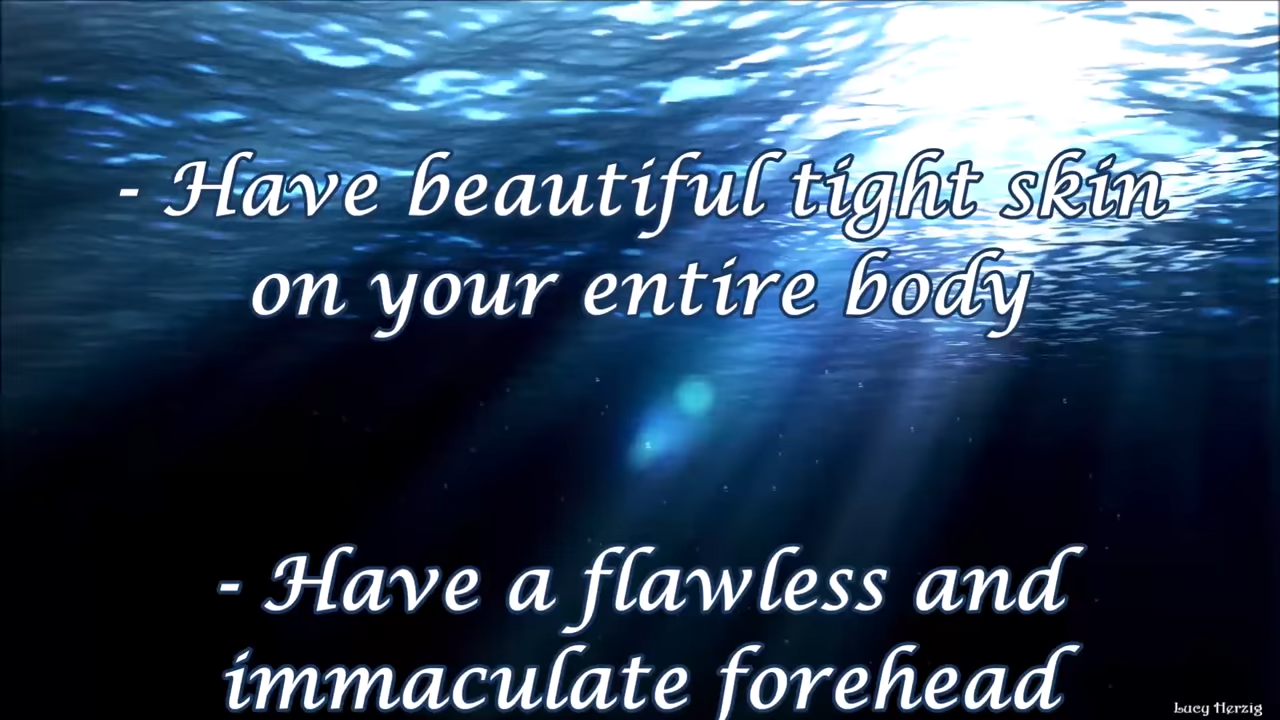 - Have beautiful tight skin
on your entire body
- Have a flawless and
immaculate forehead
Lucy Herzig